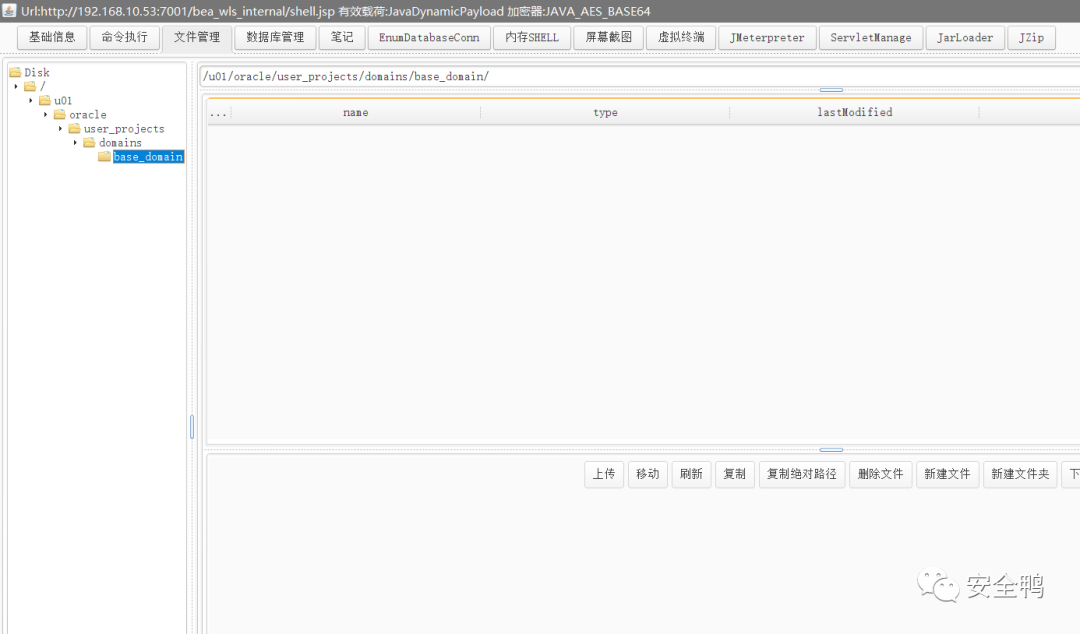 Url:http://192.168.10.53:7001/bea_wls_internal/shell.jsp 有效载荷:JavaDynamicPayload 加密器:JAVA_AES_BASE64
基础信息 命令执行 文件管理 数据库管理 笔记 EnumDatabaseConn 内存SHELL 屏幕截图 虚拟终端 JMeterpreter ServletManage JarLoader JZip
Disk
/
u01
oracle
user_projects
domains
base_domain
/u01/oracle/user_projects/domains/base_domain/
... name type lastModified
上传 移动 刷新 复制 复制绝对路径 删除文件 新建文件 新建文件夹 下
安全鸭